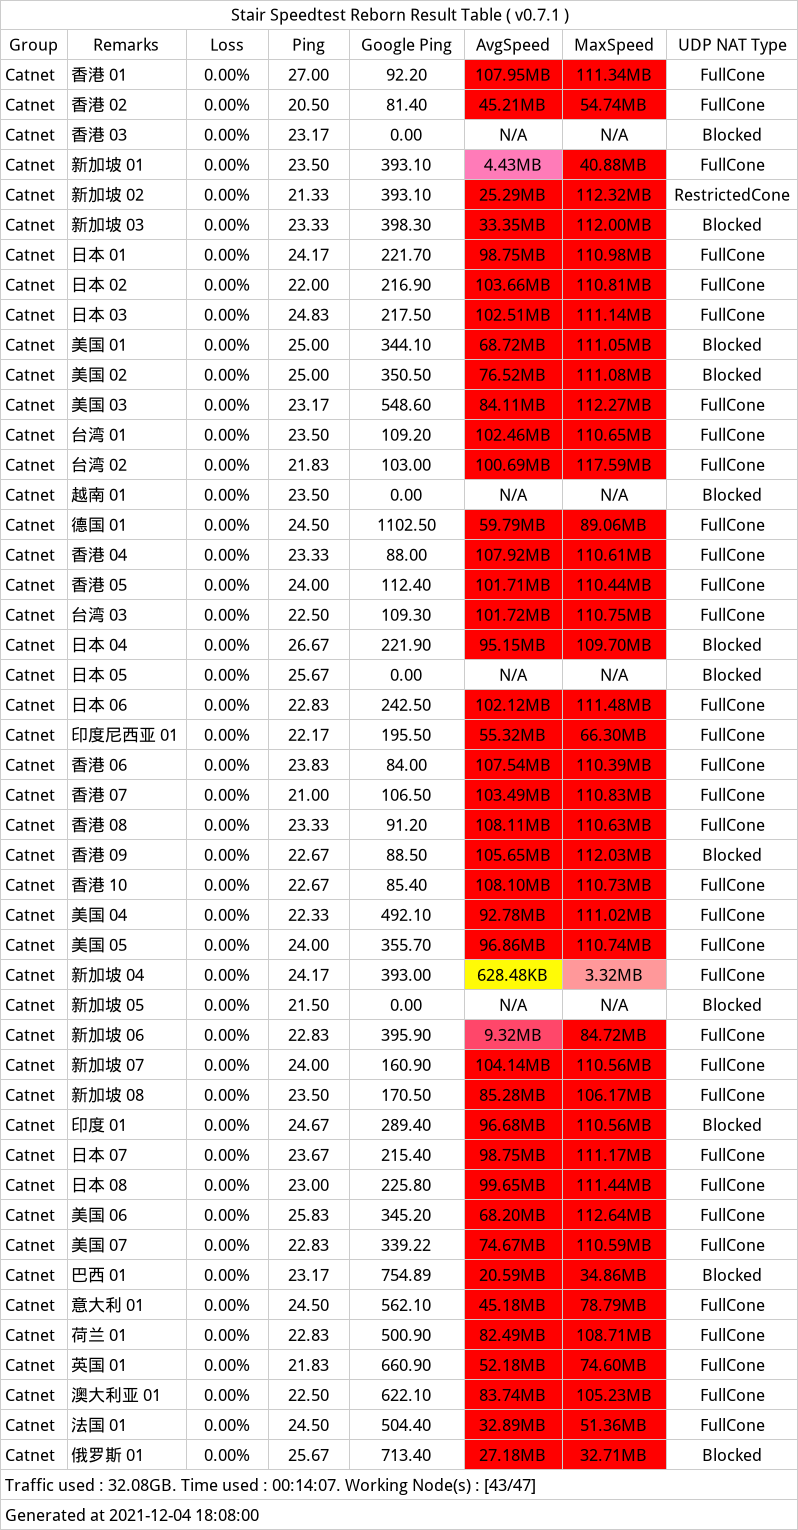 Stair Speedtest Reborn Result Table ( v0.7.1 )
Group Remarks Loss Ping Google Ping AvgSpeed MaxSpeed UDP NAT Type
Catnet 香港 01 0.00% 27.00 92.20 107.95MB 111.34MB FullCone
Catnet 香港 02 0.00% 20.50 81.40 45.21MB 54.74MB FullCone
Catnet 香港 03 0.00% 23.17 0.00 N/A N/A Blocked
Catnet 新加坡 01 0.00% 23.50 393.10 4.43MB 40.88MB FullCone
Catnet 新加坡 02 0.00% 21.33 393.10 25.29MB 112.32MB RestrictedCone
Catnet 新加坡 03 0.00% 23.33 398.30 33.35MB 112.00MB Blocked
Catnet 日本 01 0.00% 24.17 221.70 98.75MB 110.98MB FullCone
Catnet 日本 02 0.00% 22.00 216.90 103.66MB 110.81MB FullCone
Catnet 日本 03 0.00% 24.83 217.50 102.51MB 111.14MB FullCone
Catnet 美国 01 0.00% 25.00 344.10 68.72MB 111.05MB Blocked
Catnet 美国 02 0.00% 25.00 350.50 76.52MB 111.08MB Blocked
Catnet 美国 03 0.00% 23.17 548.60 84.11MB 112.27MB FullCone
Catnet 台湾 01 0.00% 23.50 109.20 102.46MB 110.65MB FullCone
Catnet 台湾 02 0.00% 21.83 103.00 100.69MB 117.59MB FullCone
Catnet 越南 01 0.00% 23.50 0.00 N/A N/A Blocked
Catnet 德国 01 0.00% 24.50 1102.50 59.79MB 89.06MB FullCone
Catnet 香港 04 0.00% 23.33 88.00 107.92MB 110.61MB FullCone
Catnet 香港 05 0.00% 24.00 112.40 101.71MB 110.44MB FullCone
Catnet 台湾 03 0.00% 22.50 109.30 101.72MB 110.75MB FullCone
Catnet 日本 04 0.00% 26.67 221.90 95.15MB 109.70MB Blocked
Catnet 日本 05 0.00% 25.67 0.00 N/A N/A Blocked
Catnet 日本 06 0.00% 22.83 242.50 102.12MB 111.48MB FullCone
Catnet 印度尼西亚 01 0.00% 22.17 195.50 55.32MB 66.30MB FullCone
Catnet 香港 06 0.00% 23.83 84.00 107.54MB 110.39MB FullCone
Catnet 香港 07 0.00% 21.00 106.50 103.49MB 110.83MB FullCone
Catnet 香港 08 0.00% 23.33 91.20 108.11MB 110.63MB FullCone
Catnet 香港 09 0.00% 22.67 88.50 105.65MB 112.03MB Blocked
Catnet 香港 10 0.00% 22.67 85.40 108.10MB 110.73MB FullCone
Catnet 美国 04 0.00% 22.33 492.10 92.78MB 111.02MB FullCone
Catnet 美国 05 0.00% 24.00 355.70 96.86MB 110.74MB FullCone
Catnet 新加坡 04 0.00% 24.17 393.00 628.48KB 3.32MB FullCone
Catnet 新加坡 05 0.00% 21.50 0.00 N/A N/A Blocked
Catnet 新加坡 06 0.00% 22.83 395.90 9.32MB 84.72MB FullCone
Catnet 新加坡 07 0.00% 24.00 160.90 104.14MB 110.56MB FullCone
Catnet 新加坡 08 0.00% 23.50 170.50 85.28MB 106.17MB FullCone
Catnet 印度 01 0.00% 24.67 289.40 96.68MB 110.56MB Blocked
Catnet 日本 07 0.00% 23.67 215.40 98.75MB 111.17MB FullCone
Catnet 日本 08 0.00% 23.00 225.80 99.65MB 111.44MB FullCone
Catnet 美国 06 0.00% 25.83 345.20 68.20MB 112.64MB FullCone
Catnet 美国 07 0.00% 22.83 339.22 74.67MB 110.59MB FullCone
Catnet 巴西 01 0.00% 23.17 754.89 20.59MB 34.86MB Blocked
Catnet 意大利 01 0.00% 24.50 562.10 45.18MB 78.79MB FullCone
Catnet 荷兰 01 0.00% 22.83 500.90 82.49MB 108.71MB FullCone
Catnet 英国 01 0.00% 21.83 660.90 52.18MB 74.60MB FullCone
Catnet 澳大利亚 01 0.00% 22.50 622.10 83.74MB 105.23MB FullCone
Catnet 法国 01 0.00% 24.50 504.40 32.89MB 51.36MB FullCone
Catnet 俄罗斯 01 0.00% 25.67 713.40 27.18MB 32.71MB Blocked
Traffic used : 32.08GB. Time used : 00:14:07. Working Node(s) : [43/47]
Generated at 2021-12-04 18:08:00